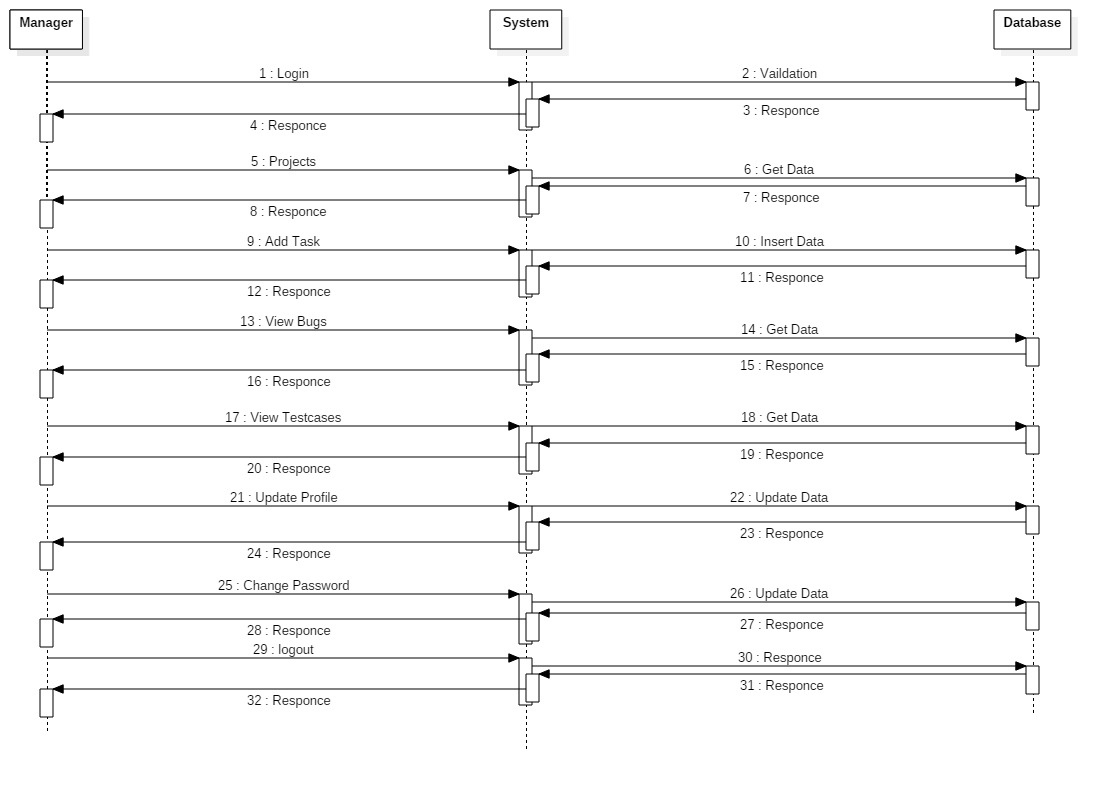 Manager
System
Database
1 : Login
2 : Vaildation
3 : Responce
4 : Responce
5 : Projects
6 : Get Data
7 : Responce
8 : Responce
9 : Add Task
10 : Insert Data
11 : Responce
12 : Responce
13 : View Bugs
14 : Get Data
15 : Responce
16 : Responce
17 : View Testcases
18 : Get Data
19 : Responce
20 : Responce
21 : Update Profile
22 : Update Data
23 : Responce
24 : Responce
25 : Change Password
26 : Update Data
27 : Responce
28 : Responce
29 : logout
30 : Responce
31 : Responce
32 : Responce